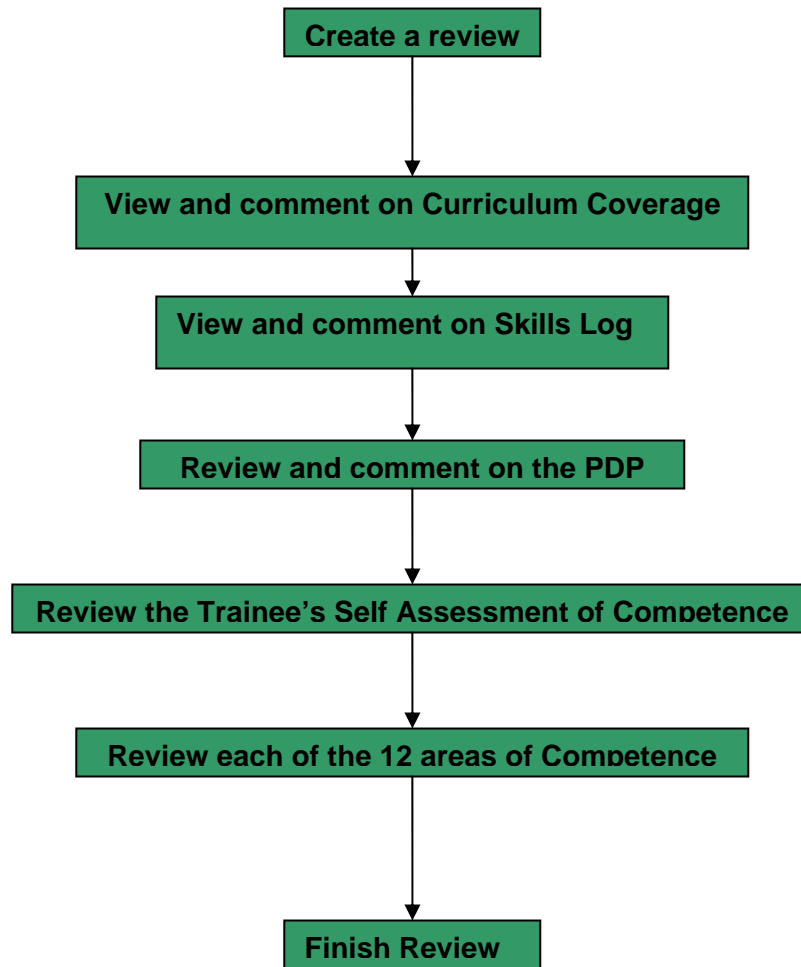 Create a review
View and comment on Curriculum Coverage
View and comment on Skills Log
Review and comment on the PDP
Review the Trainee’s Self Assessment of Competence
Review each of the 12 areas of Competence
Finish Review